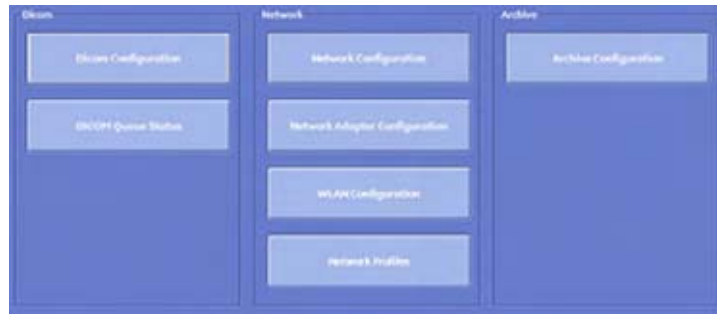 Dicom
Network
Archive
Dicom Configuration
Network Configuration
Archive Configuration
DICOM Queue Status
Network Adapter Configuration
WLAN Configuration
Network Profiles